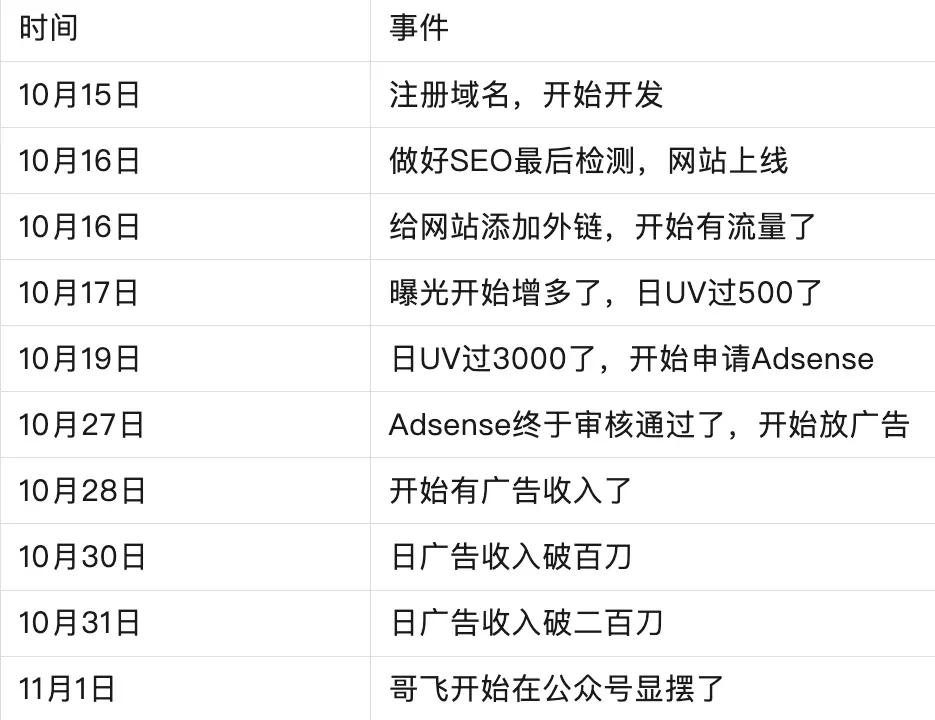 时间 事件
10月15日 注册域名，开始开发
10月16日 做好SEO最后检测，网站上线
10月16日 给网站添加外链，开始有流量了
10月17日 曝光开始增多了，日UV过500了
10月19日 日UV过3000了，开始申请Adsense
10月27日 Adsense终于审核通过了，开始放广告
10月28日 开始有广告收入了
10月30日 日广告收入破百刀
10月31日 日广告收入破二百刀
11月1日 哥飞开始在公众号显摆了